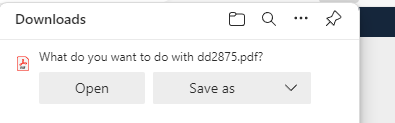 Downloads
What do you want to do with dd2875.pdf?
Open
Save as